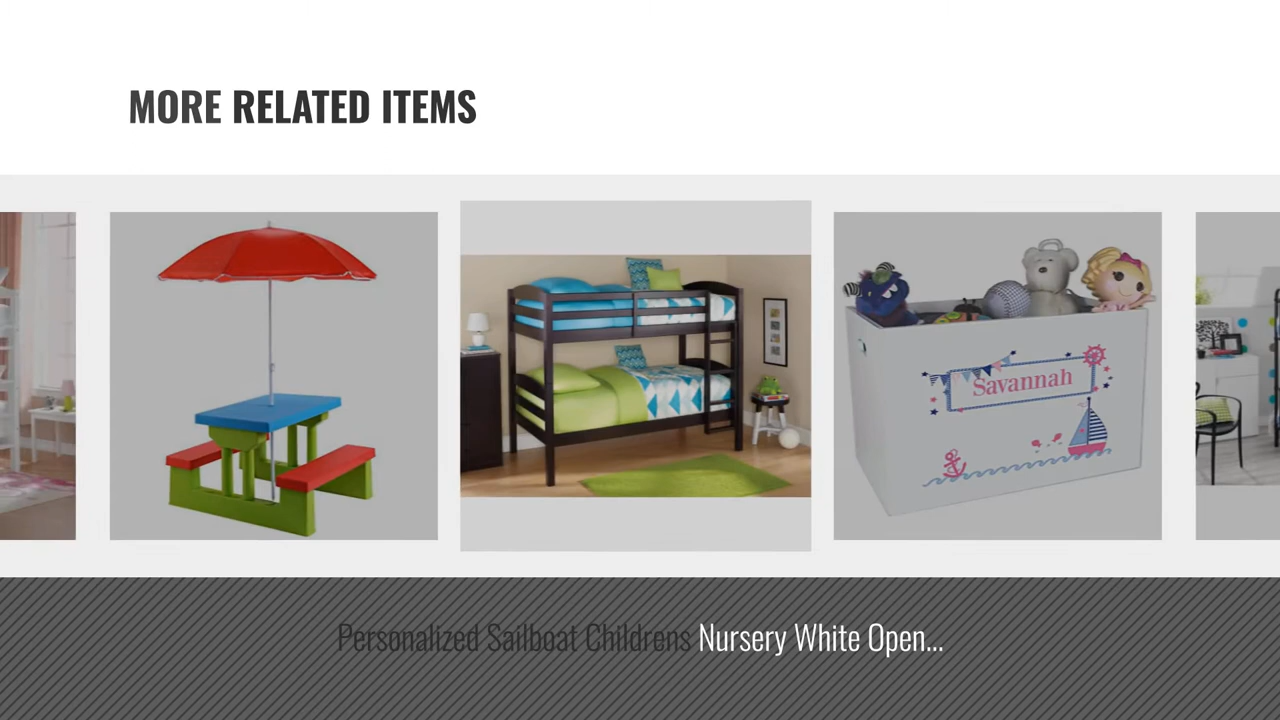 MORE RELATED ITEMS
Savannah
Personalized Sailboat Childrens Nursery White Open...